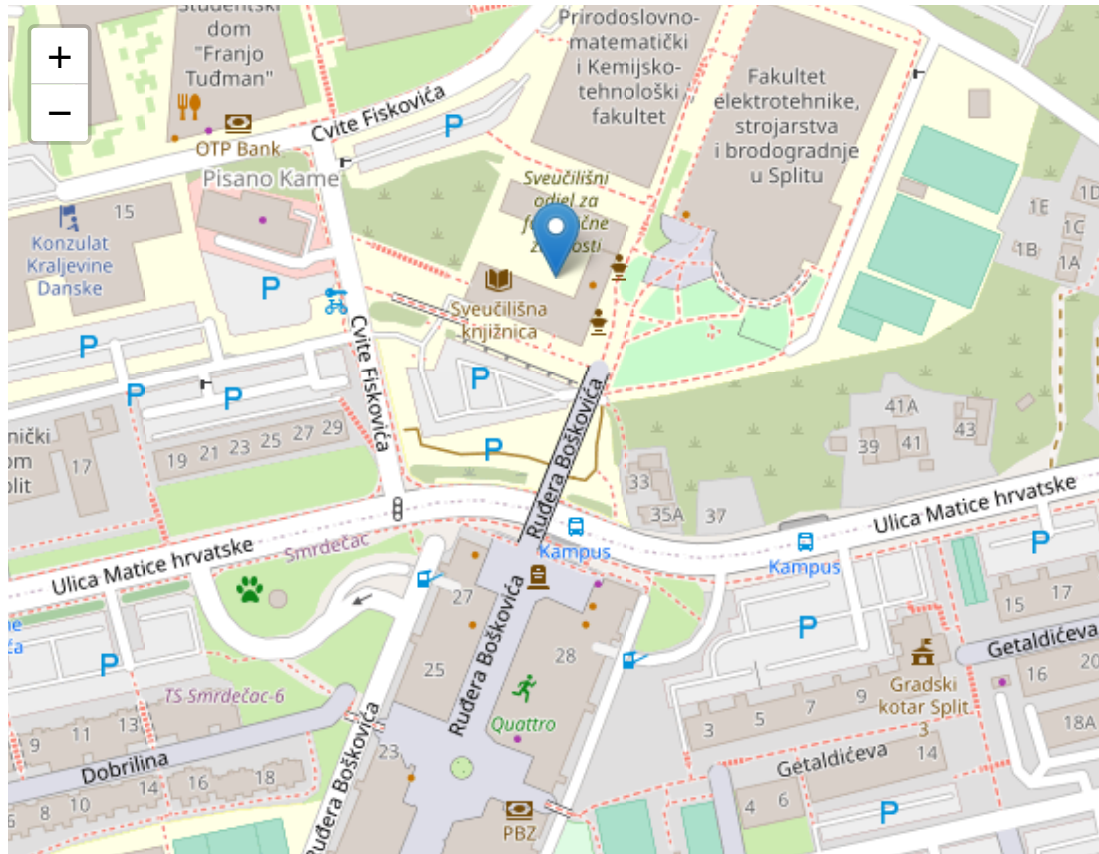 +
−
Studentski
dom
"Franjo
Tuđman"
OTP Bank
Cvite Fiskovića
P
Pisano Kame
Prirodoslovno-
matematički
i Kemijsko-
tehnološki
fakultet
Fakultet
elektrotehnike,
strojarstva
i brodogradnje
u Splitu
Sveučilišni
odjel za
15
Konzulat
Kraljevine
Danske
P
Sveučilišna
knjižnica
1D
1E
1C
1B
1A
P
P
P
P
Cvite Fiskovića
P
19
21
23
25
27
29
17
Ruđera Boškovića
41A
43
41
39
33
35A
37
Ulica Matice hrvatske
Smrdečac
Ulica Matice hrvatske
Kampus
Kampus
P
P
P
27
25
28
Ruđera Boškovića
Quattro
15
17
Getaldićeva
16
20
18A
Gradski
kotar Split
3
3
5
7
9
TS Smrdečac-6
9
11
13
Dobrilina
6
8
10
14
16
18
23
Ruđera Boškovića
PBZ
Getaldićeva
14
4
6
P